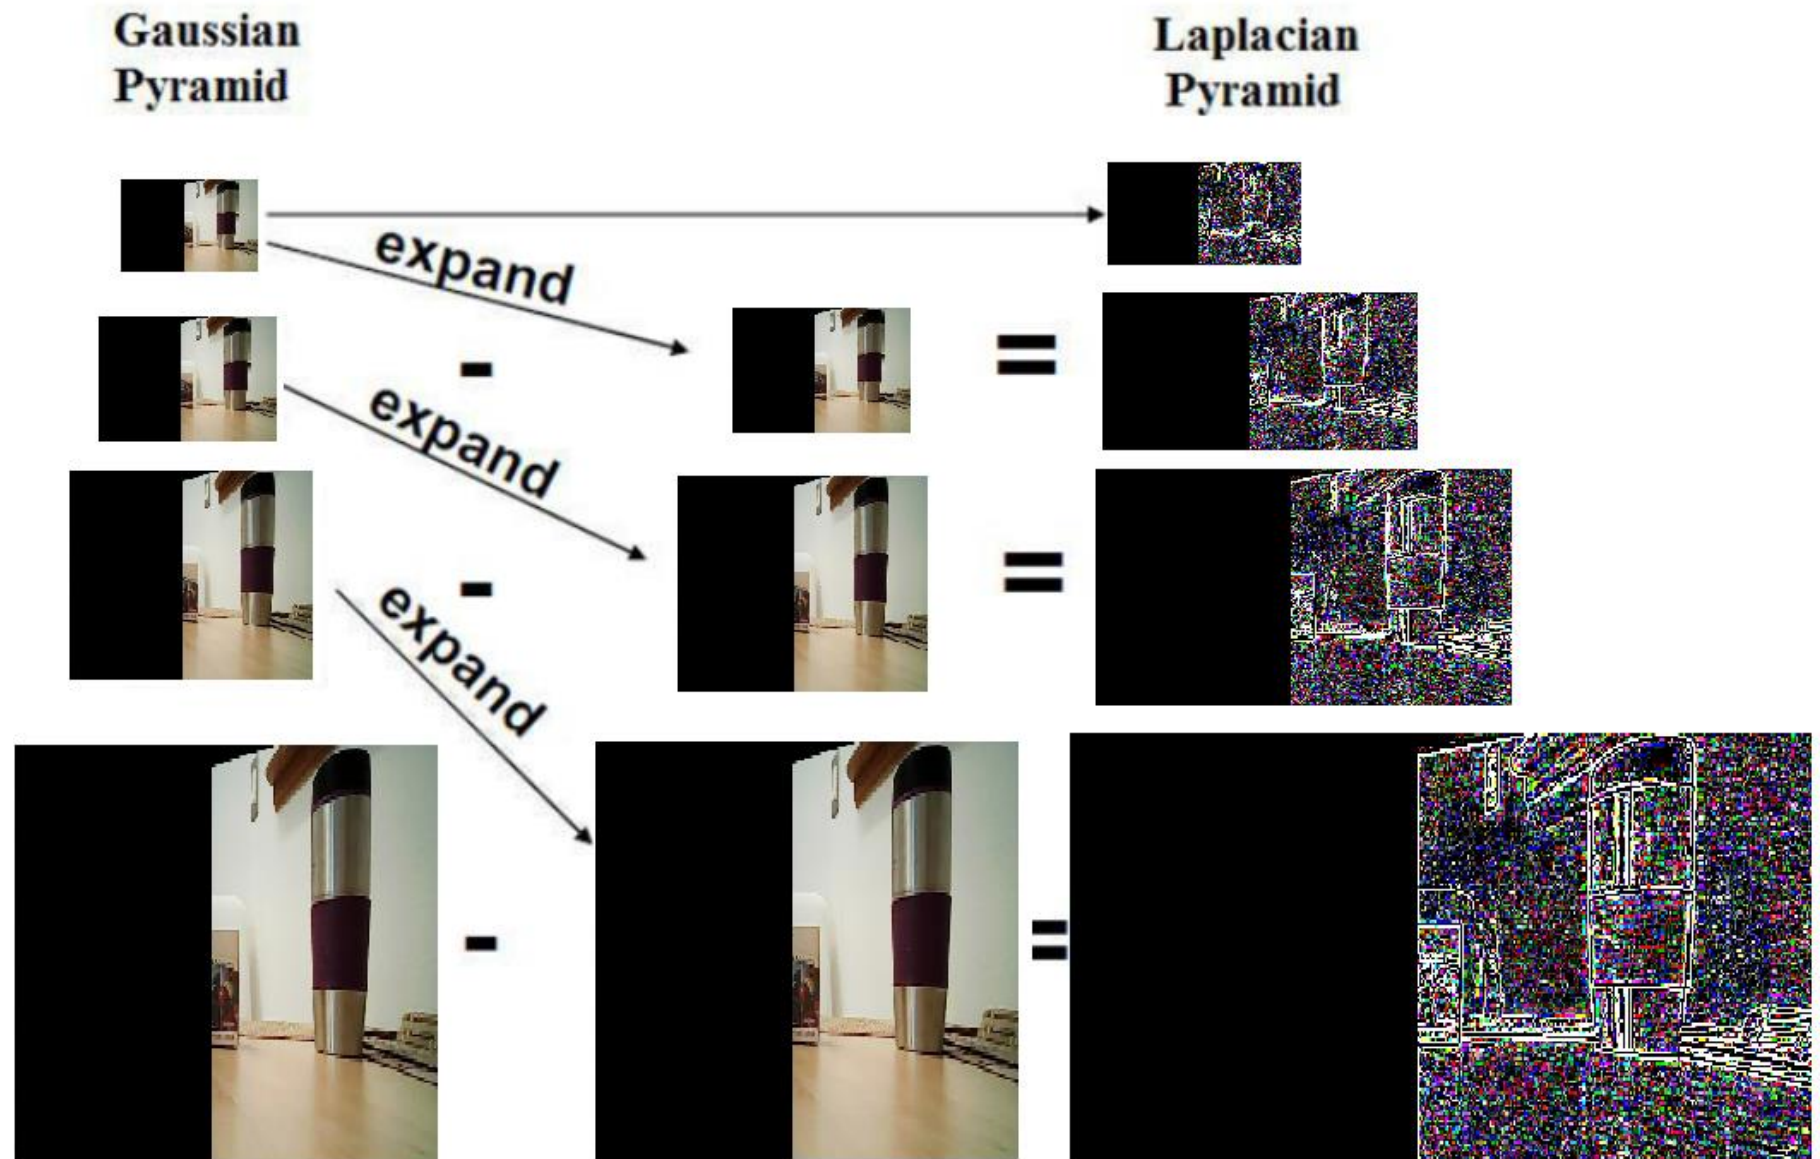 Gaussian
Pyramid
Laplacian
Pyramid
expand
-
=
expand
-
=
expand
-
=